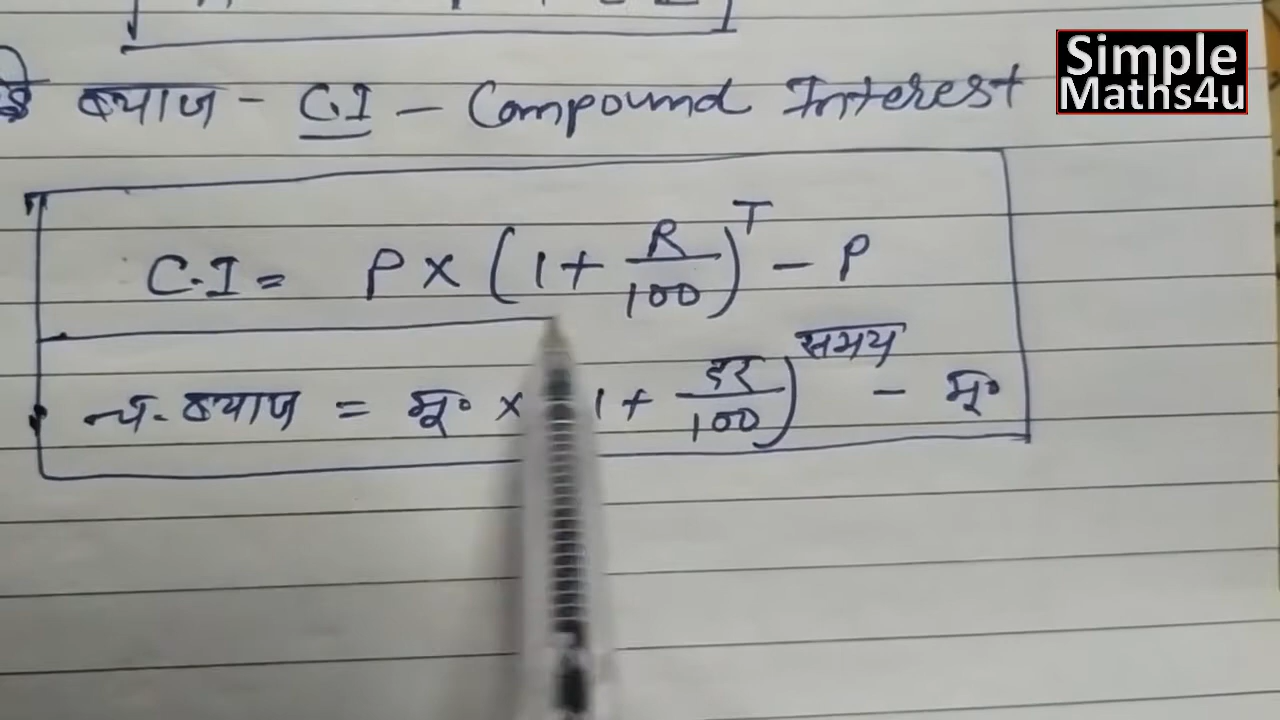 Simple
Maths4u
ब्याज - C.I - Compound Interest
C.I = P × (1 + R/100)^T - P
च. ब्याज = मू॰ × 1 + दर/100)^समय - मू॰